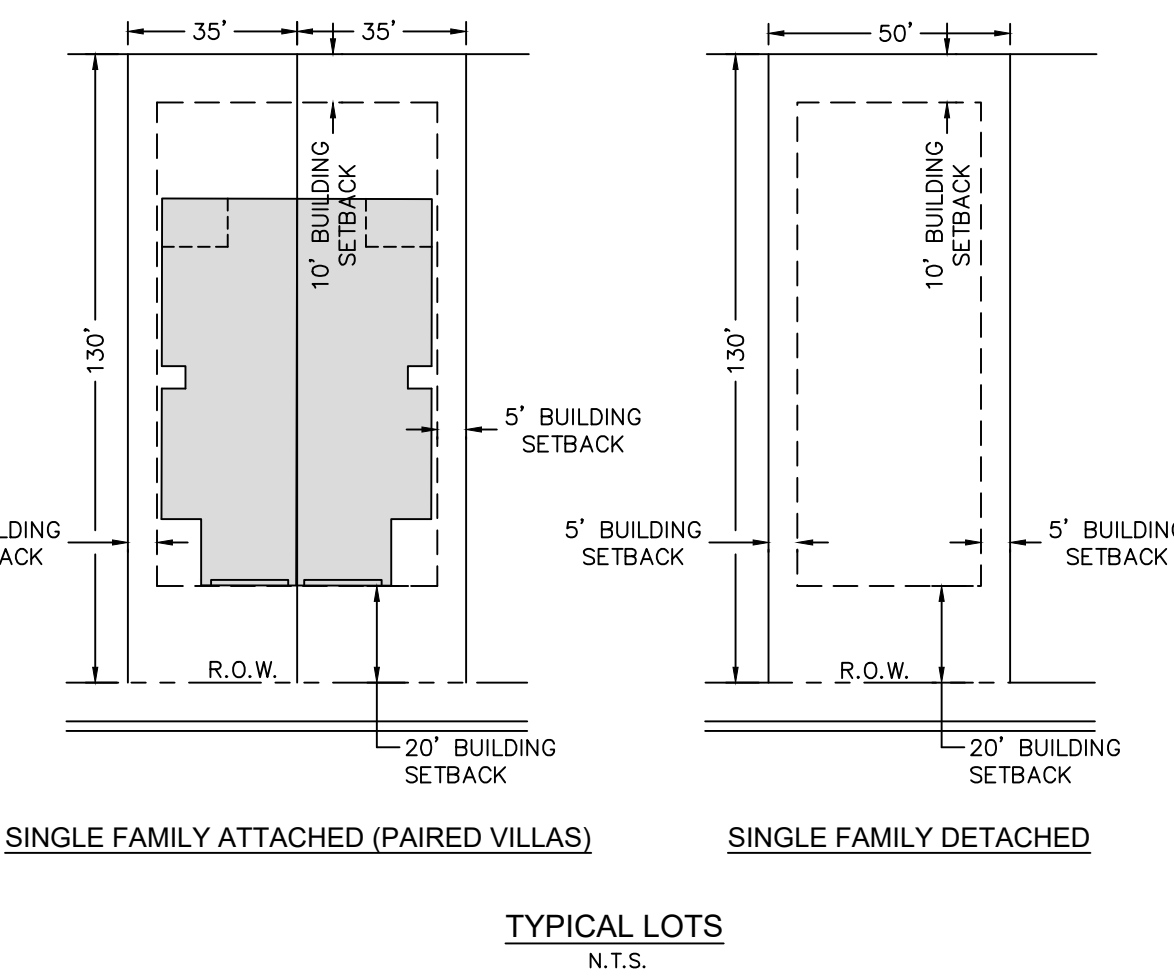 35' 35'
10' BUILDING
SETBACK
130'
5' BUILDING
SETBACK
R.O.W.
20' BUILDING
SETBACK
SINGLE FAMILY ATTACHED (PAIRED VILLAS)
50'
10' BUILDING
SETBACK
130'
5' BUILDING
SETBACK
5' BUILDING
SETBACK
R.O.W.
20' BUILDING
SETBACK
SINGLE FAMILY DETACHED
TYPICAL LOTS
N.T.S.